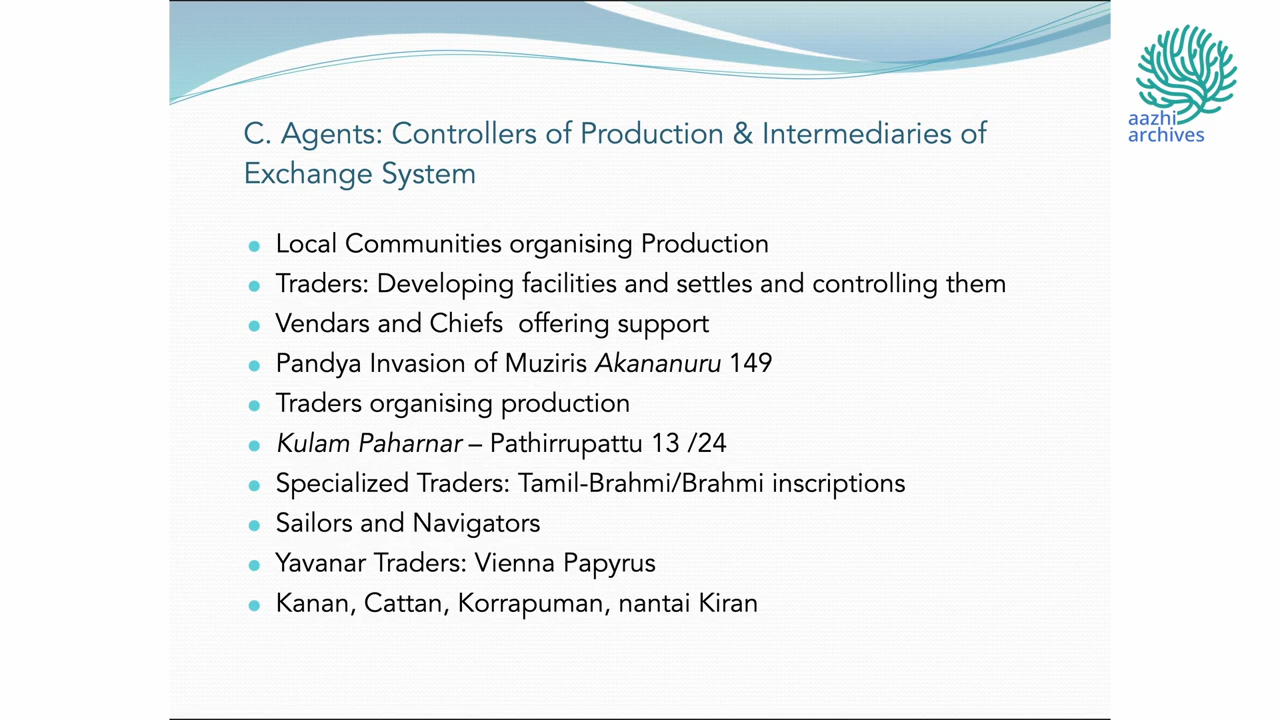 C. Agents: Controllers of Production & Intermediaries of
Exchange System
Local Communities organising Production
Traders: Developing facilities and settles and controlling them
Vendars and Chiefs offering support
Pandya Invasion of Muziris Akananuru 149
Traders organising production
Kulam Paharnar – Pathirrupattu 13 /24
Specialized Traders: Tamil-Brahmi/Brahmi inscriptions
Sailors and Navigators
Yavanar Traders: Vienna Papyrus
Kanan, Cattan, Korrapuman, nantai Kiran
aazhi
archives